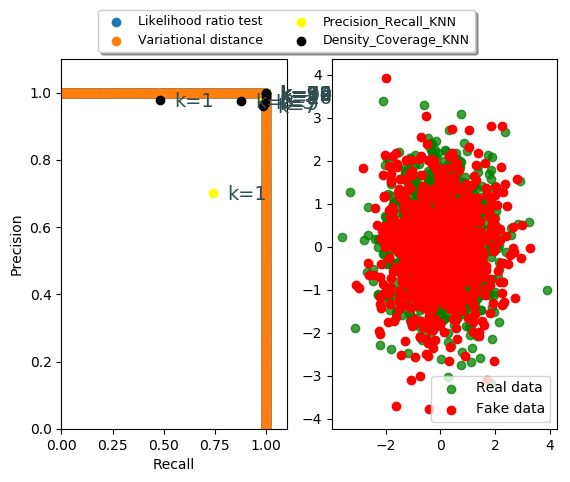 Likelihood ratio test
Variational distance
Precision_Recall_KNN
Density_Coverage_KNN
1.0
0.8
0.6
0.4
0.2
0.0
Precision
k=1
k=1
0.00
0.25
0.50
0.75
1.00
Recall
4
3
2
1
0
−1
−2
−3
−4
Real data
Fake data
−2
0
2
4